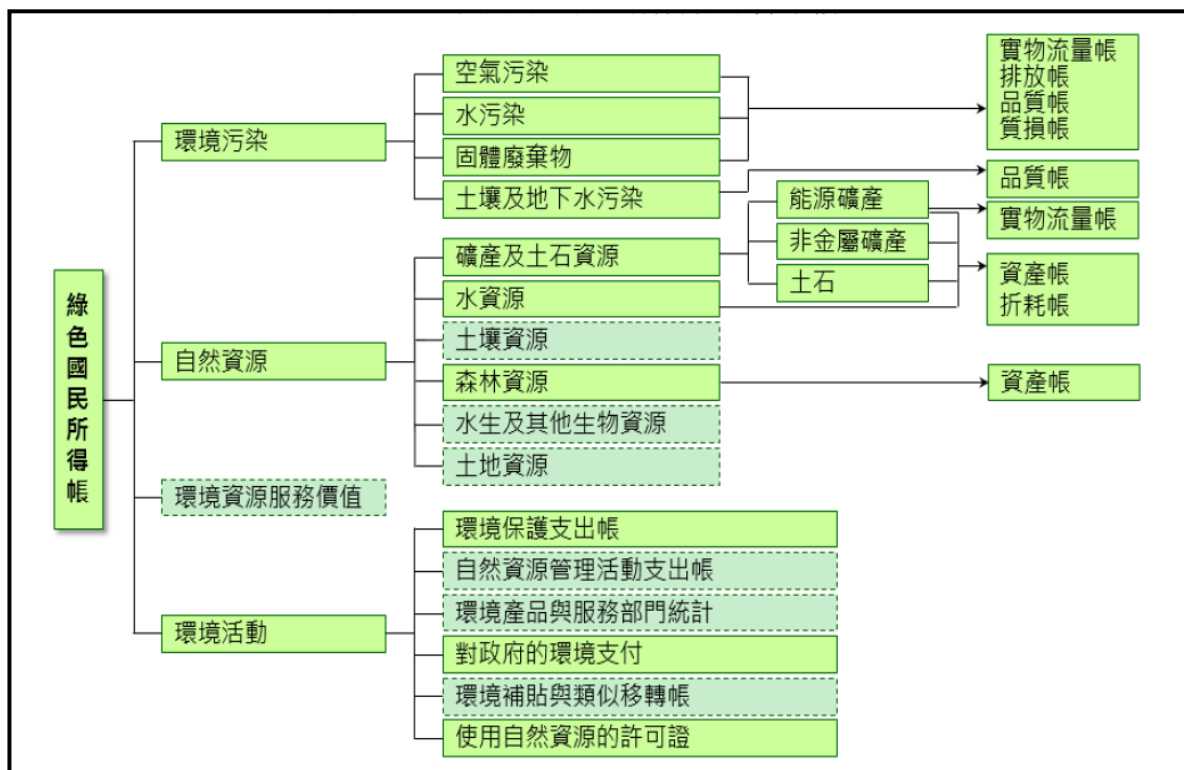 綠色國民所得帳
環境污染
空氣污染
水污染
固體廢棄物
土壤及地下水污染
實物流量帳
排放帳
品質帳
質損帳
品質帳
自然資源
礦產及土石資源
能源礦產
非金屬礦產
土石
實物流量帳
水資源
資產帳
折耗帳
土壤資源
森林資源
資產帳
水生及其他生物資源
土地資源
環境資源服務價值
環境活動
環境保護支出帳
自然資源管理活動支出帳
環境產品與服務部門統計
對政府的環境支付
環境補貼與類似移轉帳
使用自然資源的許可證